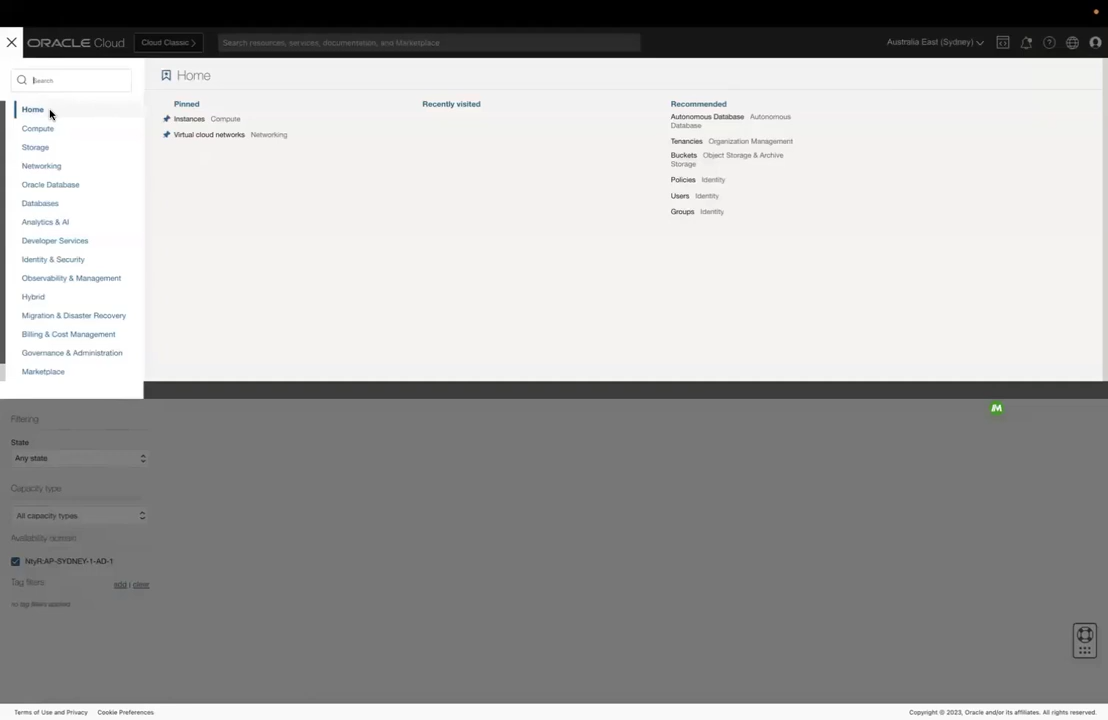 ORACLE Cloud
Cloud Classic >
Search resources, services, documentation, and Marketplace
Australia East (Sydney)
Search
Home
Compute
Storage
Networking
Oracle Database
Databases
Analytics & AI
Developer Services
Identity & Security
Observability & Management
Hybrid
Migration & Disaster Recovery
Billing & Cost Management
Governance & Administration
Marketplace
Home
Pinned
Instances Compute
Virtual cloud networks Networking
Recently visited
Recommended
Autonomous Database Autonomous
Database
Tenancies Organization Management
Buckets Object Storage & Archive
Storage
Policies Identity
Users Identity
Groups Identity
Filtering
State
Any state
Capacity type
All capacity types
Availability domain
NtyR:AP-SYDNEY-1-AD-1
Tag filters add | clear
no tag filters applied
Terms of Use and Privacy Cookie Preferences
Copyright © 2023, Oracle and/or its affiliates. All rights reserved.